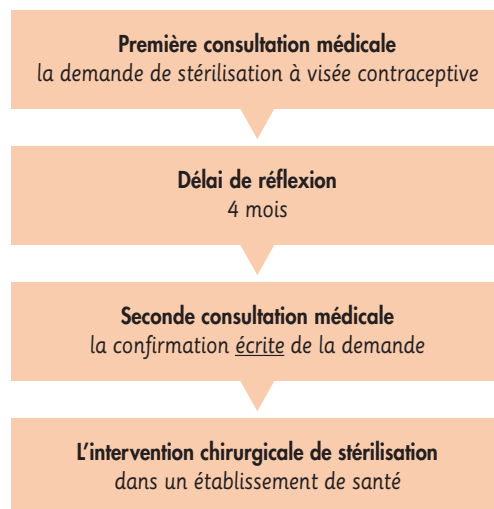 Première consultation médicale
la demande de stérilisation à visée contraceptive
Délai de réflexion
4 mois
Seconde consultation médicale
la confirmation écrite de la demande
L'intervention chirurgicale de stérilisation
dans un établissement de santé